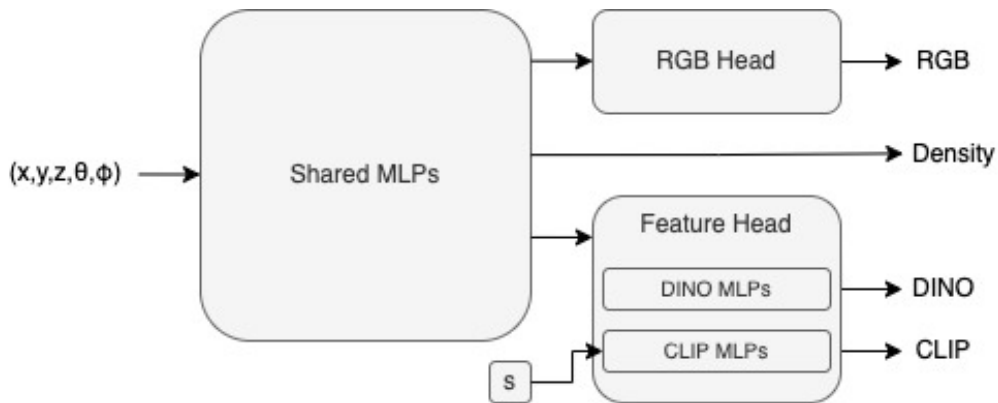 (x,y,z,θ,ϕ)
Shared MLPs
RGB Head
RGB
Density
Feature Head
DINO MLPs
DINO
CLIP MLPs
CLIP
s